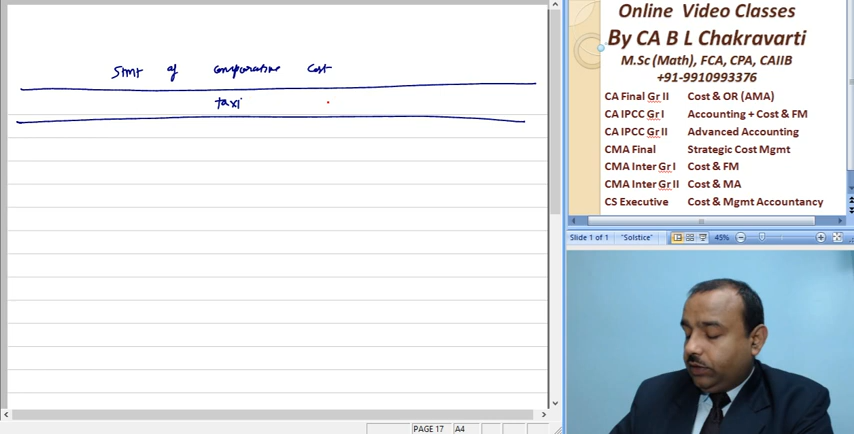 Stmt of comparative cost
taxi
PAGE 17 A4
Online Video Classes
By CA B L Chakravarti
M.Sc (Math), FCA, CPA, CAIIB
+91-9910993376
CA Final Gr II Cost & OR (AMA)
CA IPCC Gr I Accounting + Cost & FM
CA IPCC Gr II Advanced Accounting
CMA Final Strategic Cost Mgmt
CMA Inter Gr I Cost & FM
CMA Inter Gr II Cost & MA
CS Executive Cost & Mgmt Accountancy
Slide 1 of 1 "Solstice" 45%